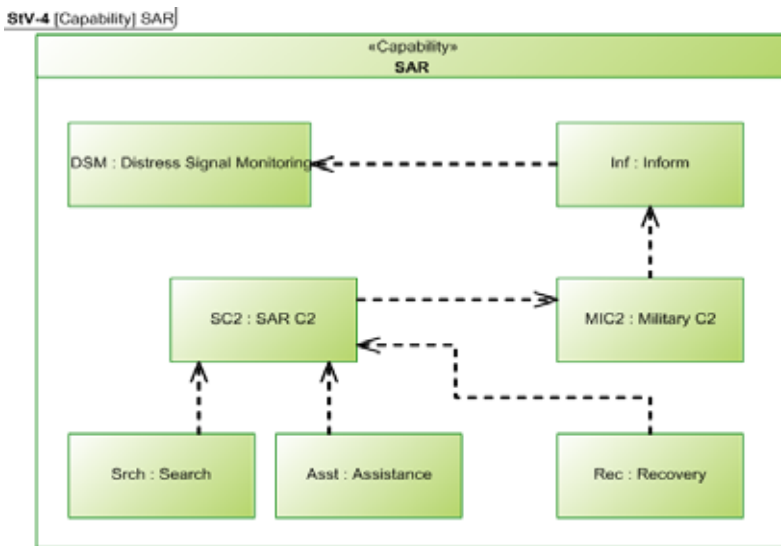 StV-4 [Capability] SAR
«Capability»
SAR
DSM : Distress Signal Monitoring
Inf : Inform
SC2 : SAR C2
MIC2 : Military C2
Srch : Search
Asst : Assistance
Rec : Recovery